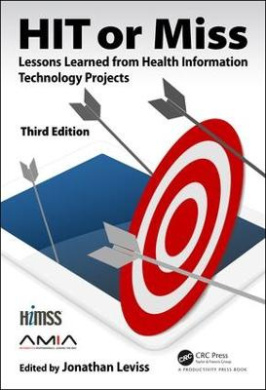 HIT or Miss
Lessons Learned from Health Information
Technology Projects
Third Edition
HIMSS
AMIA
Edited by Jonathan Leviss
CRC
CRC Press
Taylor & Francis Group
A PRODUCTIVITY PRESS BOOK